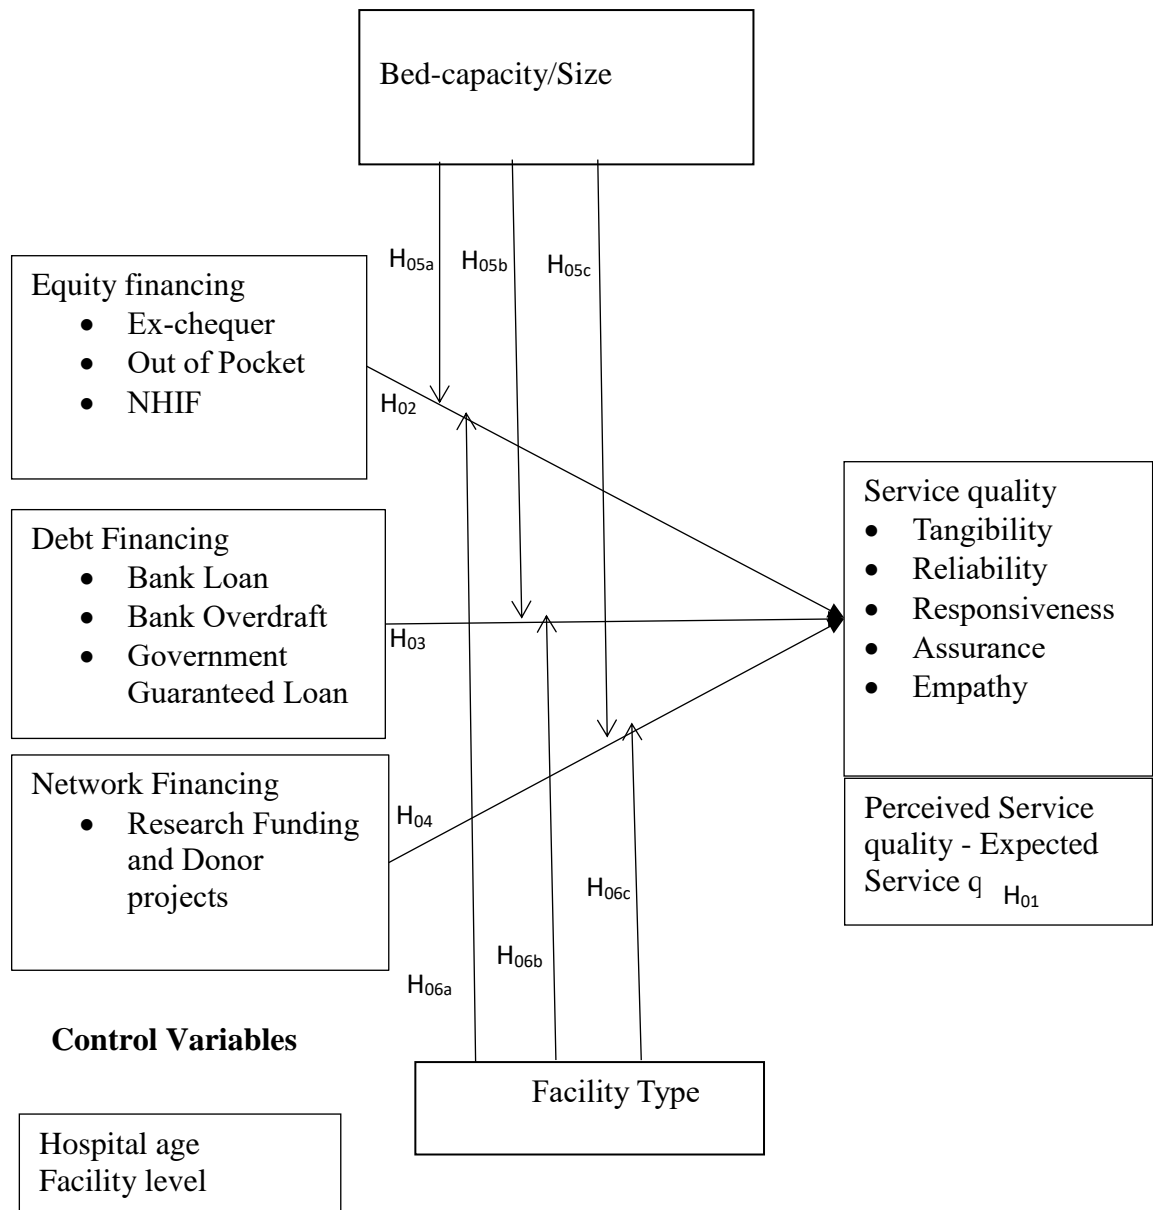 Bed-capacity/Size
H05a
H05b
H05c
Equity financing
• Ex-chequer
• Out of Pocket
• NHIF
H02
Debt Financing
• Bank Loan
• Bank Overdraft
• Government
Guaranteed Loan
H03
Network Financing
• Research Funding
and Donor
projects
H04
Service quality
• Tangibility
• Reliability
• Responsiveness
• Assurance
• Empathy
Perceived Service
quality - Expected
Service q
H01
H06a
H06b
H06c
Control Variables
Facility Type
Hospital age
Facility level